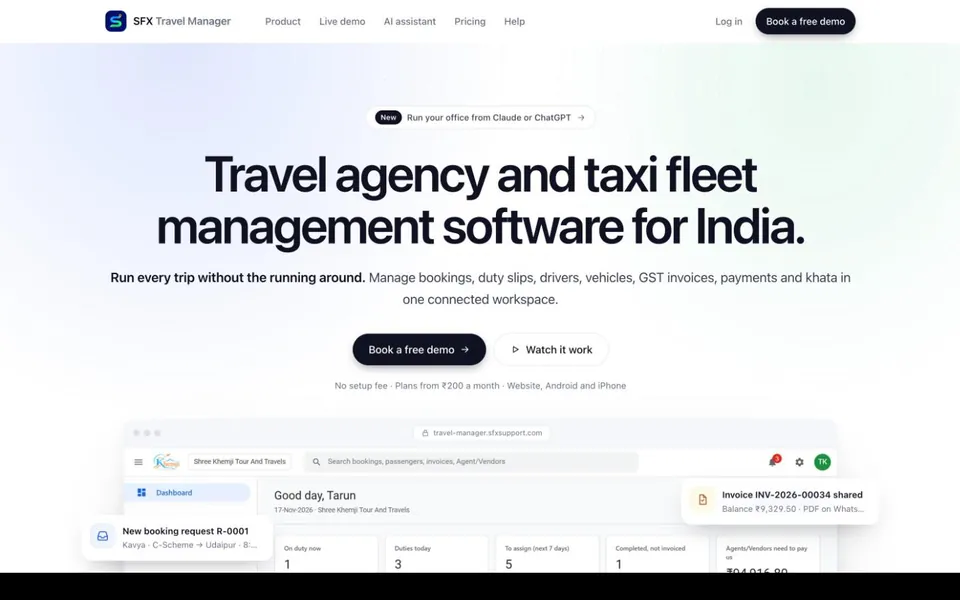 SFX Travel Manager
Product
Live demo
AI assistant
Pricing
Help
Log in
Book a free demo
New Run your office from Claude or ChatGPT →
Travel agency and taxi fleet
management software for India.
Run every trip without the running around. Manage bookings, duty slips, drivers, vehicles, GST invoices, payments and khata in
one connected workspace.
Book a free demo →
Watch it work
No setup fee · Plans from ₹200 a month · Website, Android and iPhone
travel-manager.sfxsupport.com
Shree Khemji Tour And Travels
Search bookings, passengers, invoices, Agent/Vendors
3
TK
Dashboard
Good day, Tarun
17-Nov-2026 · Shree Khemji Tour And Travels
Invoice INV-2026-00034 shared
Balance ₹9,329.50 · PDF on Whats...
New booking request R-0001
Kavya · C-Scheme → Udaipur · 8:...
On duty now
1
Duties today
3
To assign (next 7 days)
5
Completed, not invoiced
1
Agents/Vendors need to pay
us